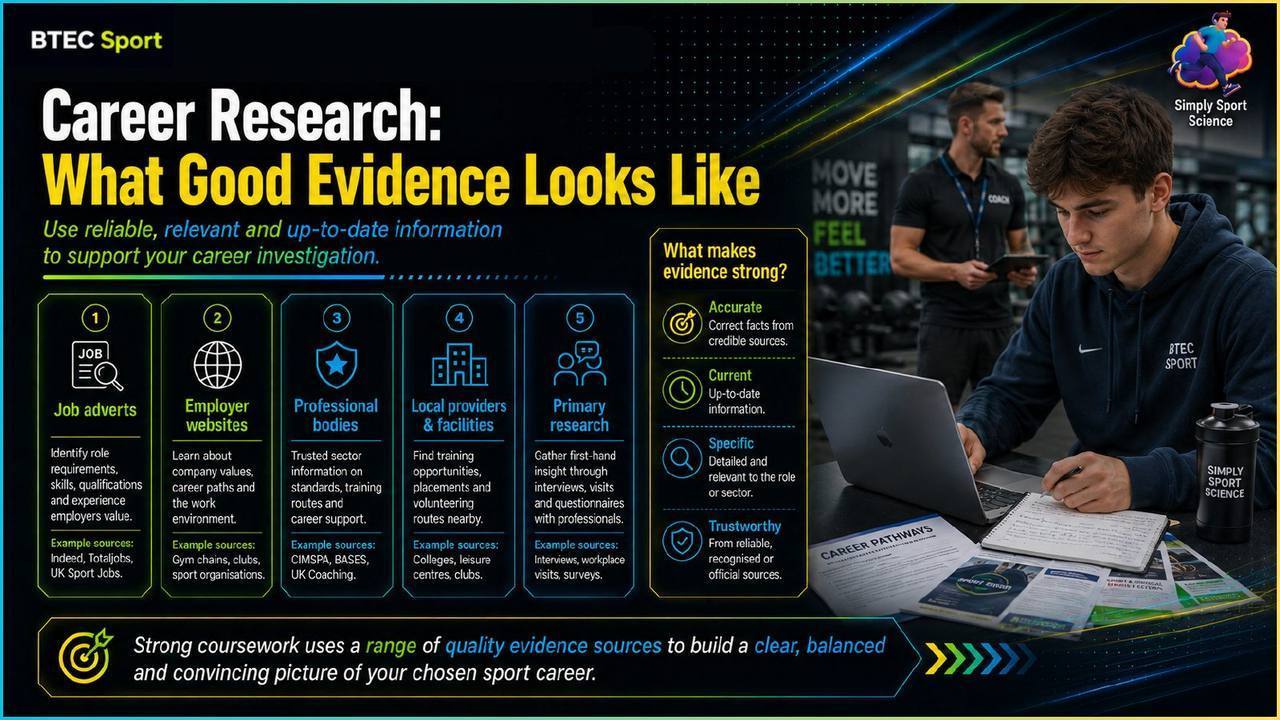 BTEC Sport
Simply Sport
Science
Career Research:
What Good Evidence Looks Like
Use reliable, relevant and up-to-date information
to support your career investigation.
1
JOB
Job adverts
Identify role
requirements,
skills, qualifications
and experience
employers value.
Example sources:
Indeed, Totaljobs,
UK Sport Jobs.
2
Employer
websites
Learn about
company values,
career paths and
the work
environment.
Example sources:
Gym chains, clubs,
sport organisations.
3
Professional
bodies
Trusted sector
information on
standards, training
routes and
career support.
Example sources:
CIMSPA, BASES,
UK Coaching.
4
Local providers
& facilities
Find training
opportunities,
placements and
volunteering
routes nearby.
Example sources:
Colleges, leisure
centres, clubs.
5
Primary
research
Gather first-hand
insight through
interviews, visits
and questionnaires
with professionals.
Example sources:
Interviews, workplace
visits, surveys.
What makes
evidence strong?
Accurate
Correct facts from
credible sources.
Current
Up-to-date
information.
Specific
Detailed and
relevant to the role
or sector.
Trustworthy
From reliable,
recognised or
official sources.
MOVE
MORE
FEEL
BETTER
COACH
BTEC
SPORT
SIMPLY
SPORT
SCIENCE
CAREER PATHWAYS
Strong coursework uses a range of quality evidence sources to build a clear, balanced
and convincing picture of your chosen sport career.